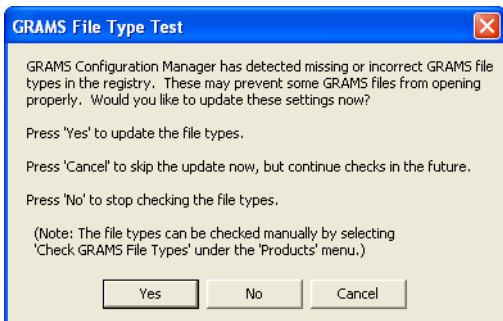 GRAMS File Type Test
GRAMS Configuration Manager has detected missing or incorrect GRAMS file
types in the registry.  These may prevent some GRAMS files from opening
properly.  Would you like to update these settings now?
Press 'Yes' to update the file types.
Press 'Cancel' to skip the update now, but continue checks in the future.
Press 'No' to stop checking the file types.
(Note: The file types can be checked manually by selecting
'Check GRAMS File Types' under the 'Products' menu.)
Yes No Cancel